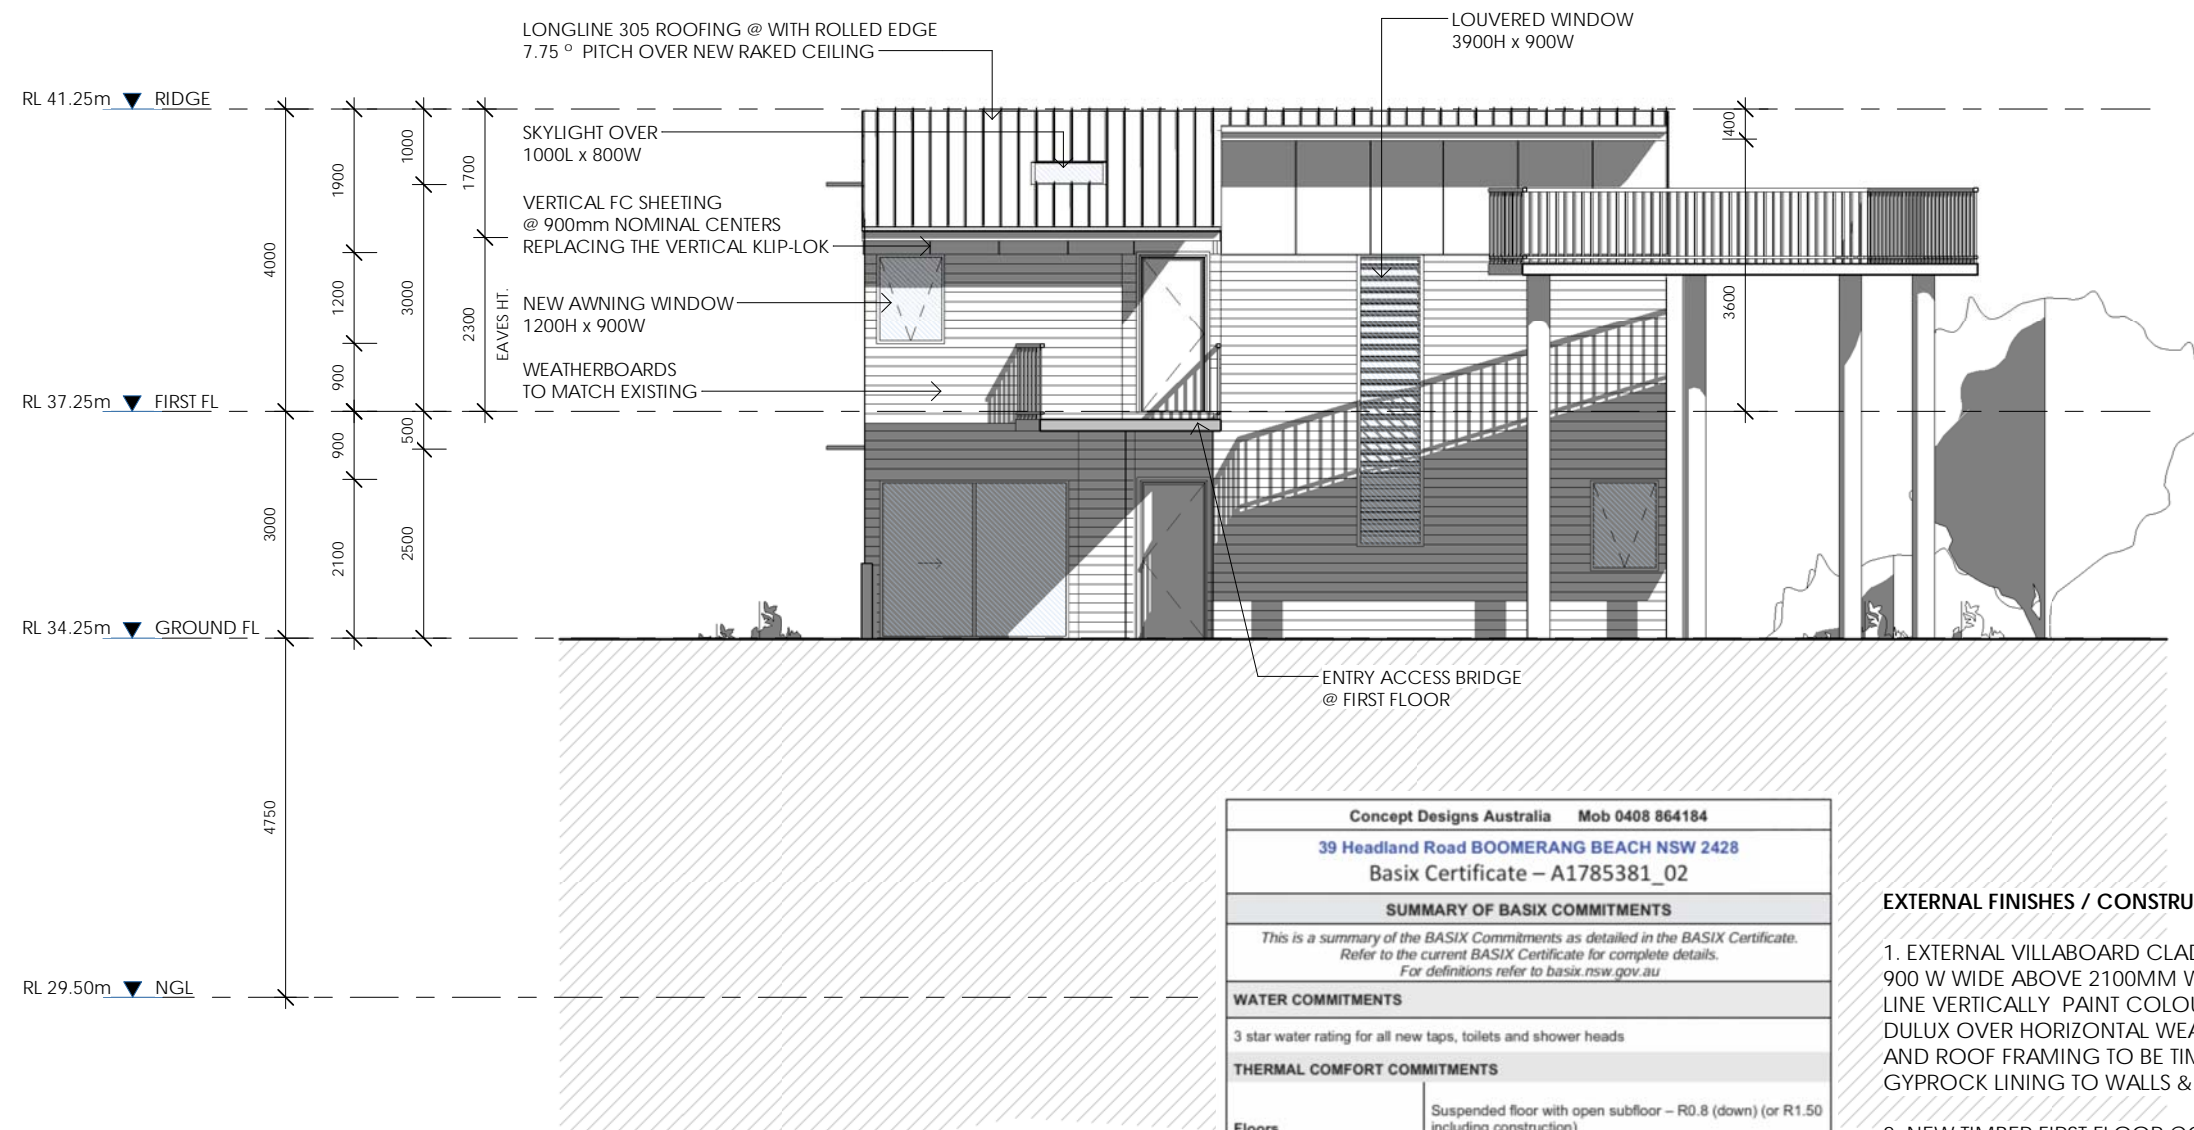 LONGLINE 305 ROOFING @ WITH ROLLED EDGE
7.75 ° PITCH OVER NEW RAKED CEILING
LOUVERED WINDOW
3900H x 900W
RL 41.25m RIDGE
SKYLIGHT OVER
1000L x 800W
VERTICAL FC SHEETING
@ 900mm NOMINAL CENTERS
REPLACING THE VERTICAL KLIP-LOK
NEW AWNING WINDOW
1200H x 900W
WEATHERBOARDS
TO MATCH EXISTING
4000
1900
1200
900
1000
3000
1700
2300
EAVES HT.
400
3600
RL 37.25m FIRST FL
3000
900
2100
500
2500
RL 34.25m GROUND FL
ENTRY ACCESS BRIDGE
@ FIRST FLOOR
4750
RL 29.50m NGL
Concept Designs Australia Mob 0408 864184
39 Headland Road BOOMERANG BEACH NSW 2428
Basix Certificate – A1785381_02
SUMMARY OF BASIX COMMITMENTS
This is a summary of the BASIX Commitments as detailed in the BASIX Certificate.
Refer to the current BASIX Certificate for complete details.
For definitions refer to basix.nsw.gov.au
WATER COMMITMENTS
3 star water rating for all new taps, toilets and shower heads
THERMAL COMFORT COMMITMENTS
Floors
Suspended floor with open subfloor – R0.8 (down) (or R1.50
including construction)
EXTERNAL FINISHES / CONSTRU
1. EXTERNAL VILLABOARD CLAD
900 W WIDE ABOVE 2100MM W
LINE VERTICALLY PAINT COLOU
DULUX OVER HORIZONTAL WEA
AND ROOF FRAMING TO BE TIM
GYPROCK LINING TO WALLS &
2. NEW TIMBER FIRST FLOOR